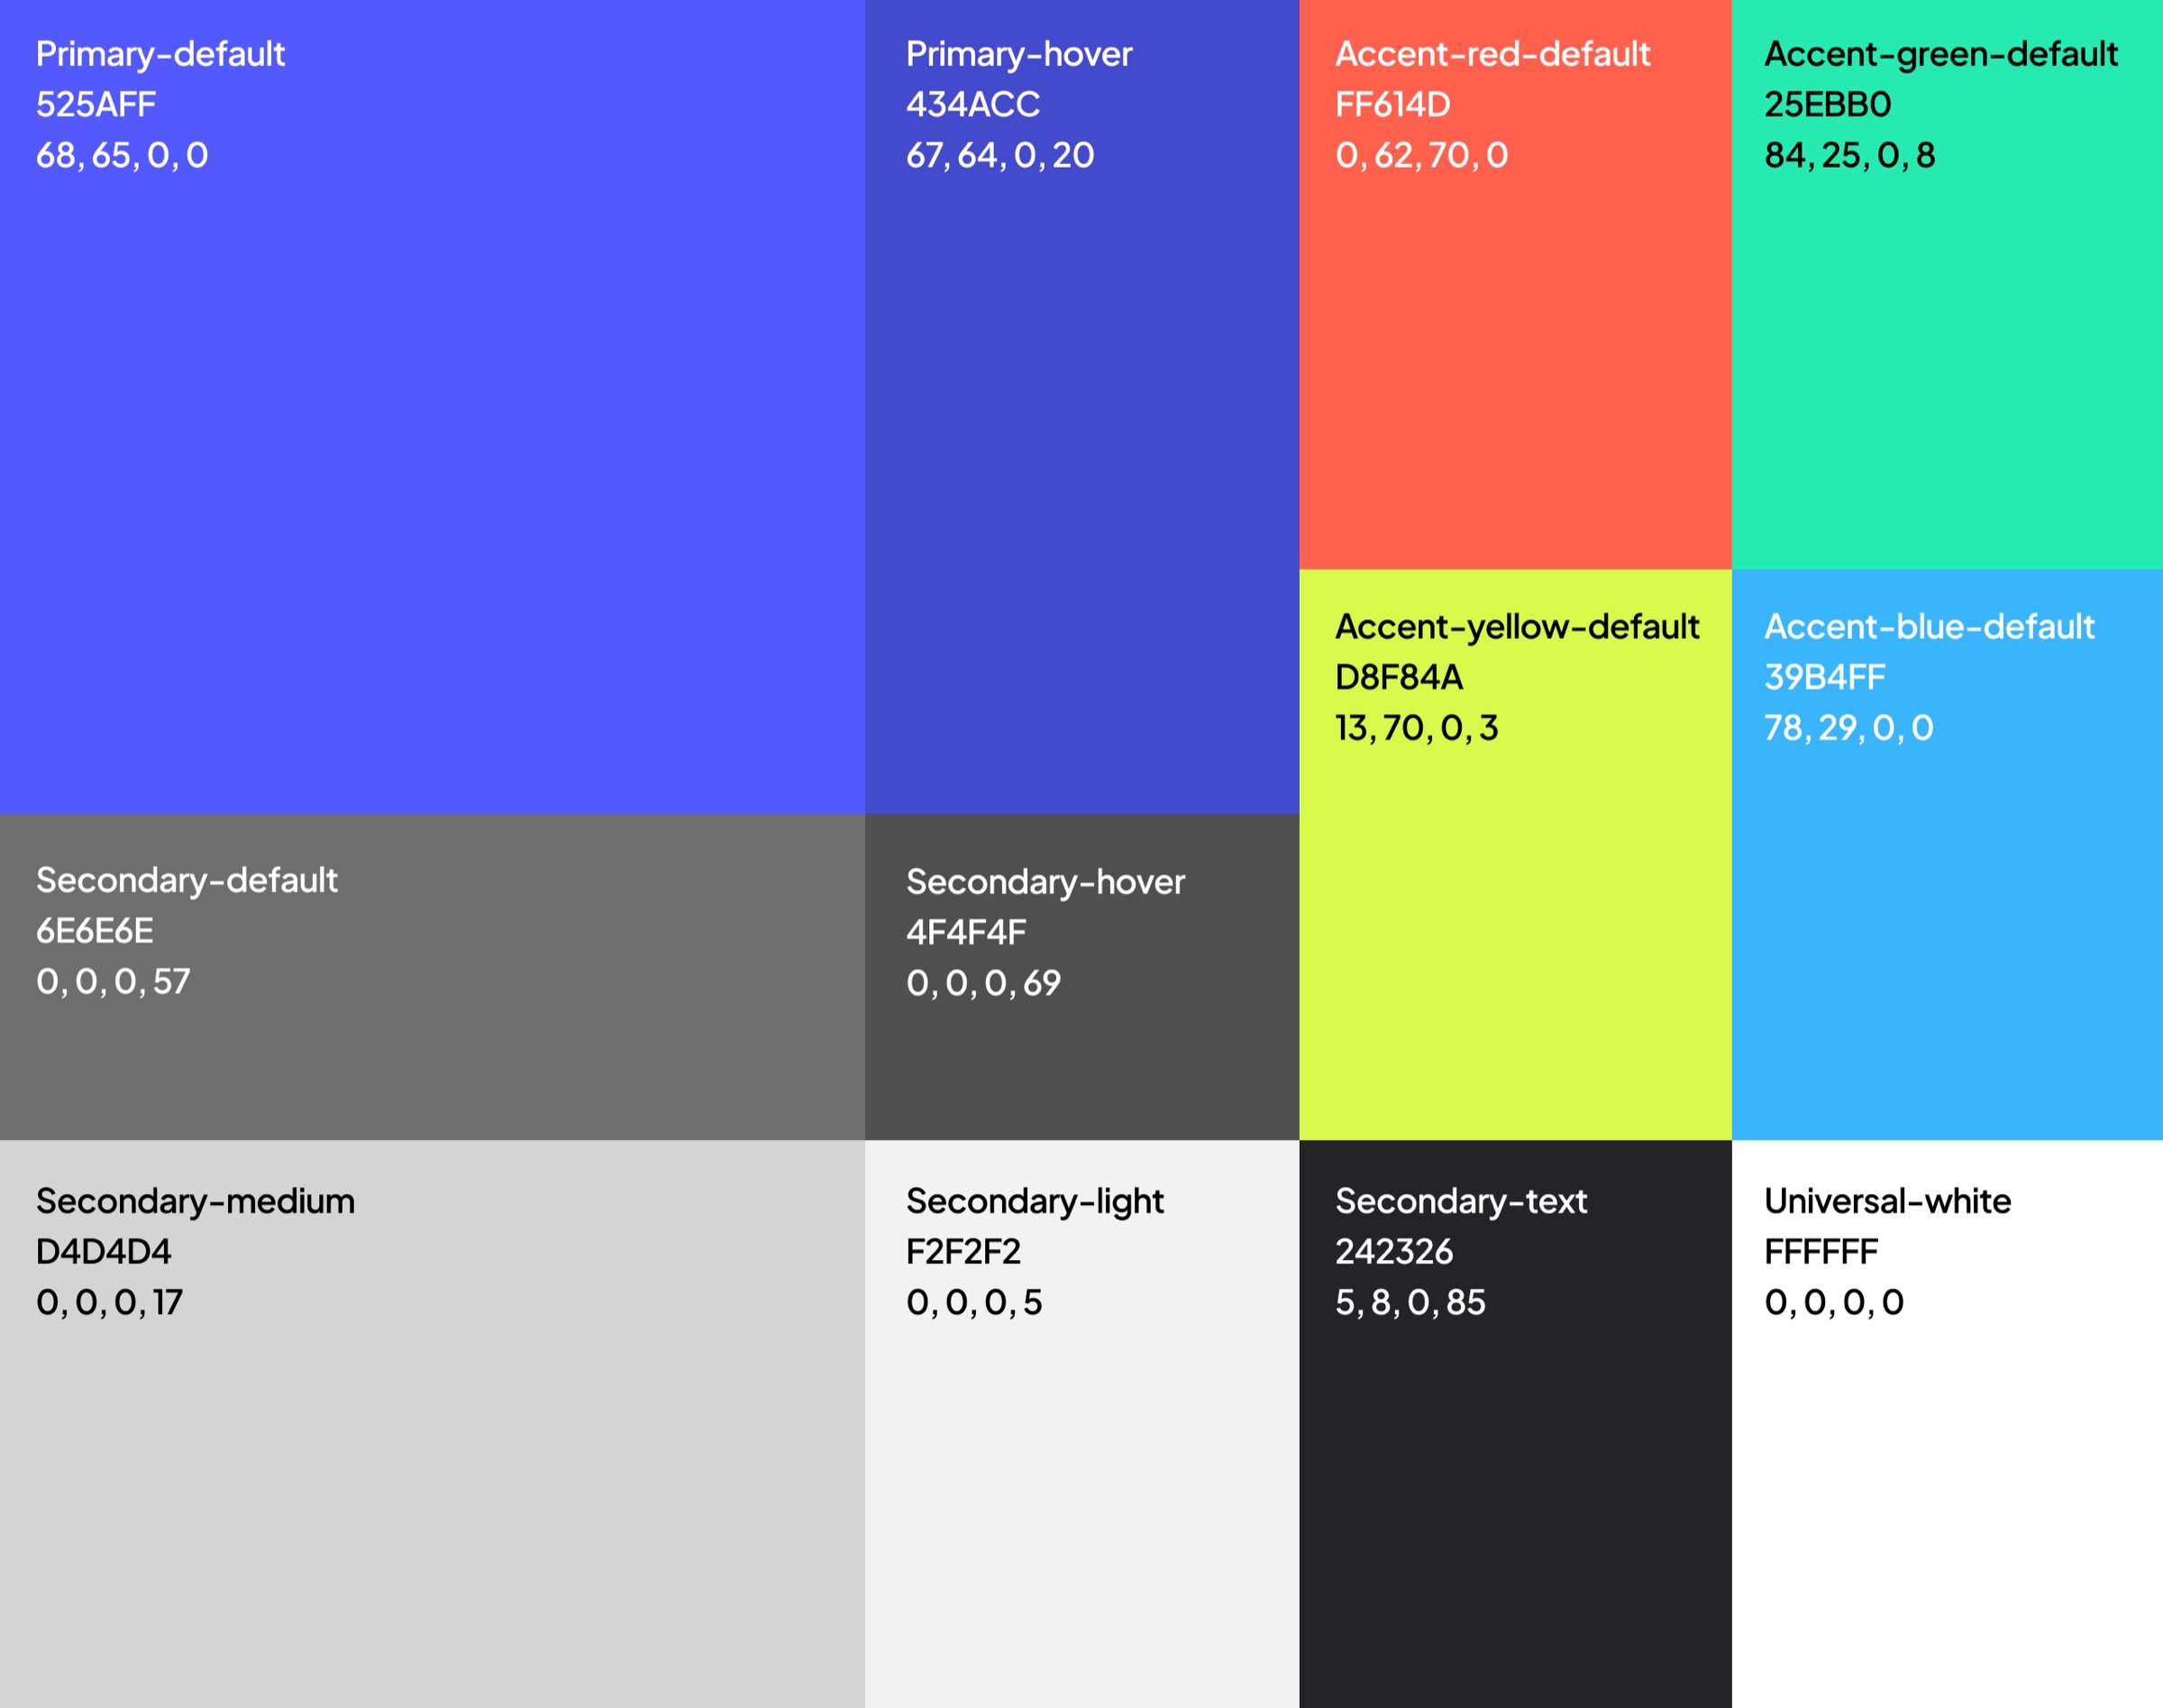 Primary-default
525AFF
68, 65, 0, 0
Primary-hover
434ACC
67, 64, 0, 20
Accent-red-default
FF614D
0, 62, 70, 0
Accent-green-default
25EBB0
84, 25, 0, 8
Accent-yellow-default
D8F84A
13, 70, 0, 3
Accent-blue-default
39B4FF
78, 29, 0, 0
Secondary-default
6E6E6E
0, 0, 0, 57
Secondary-hover
4F4F4F
0, 0, 0, 69
Secondary-medium
D4D4D4
0, 0, 0, 17
Secondary-light
F2F2F2
0, 0, 0, 5
Secondary-text
242326
5, 8, 0, 85
Universal-white
FFFFFF
0, 0, 0, 0